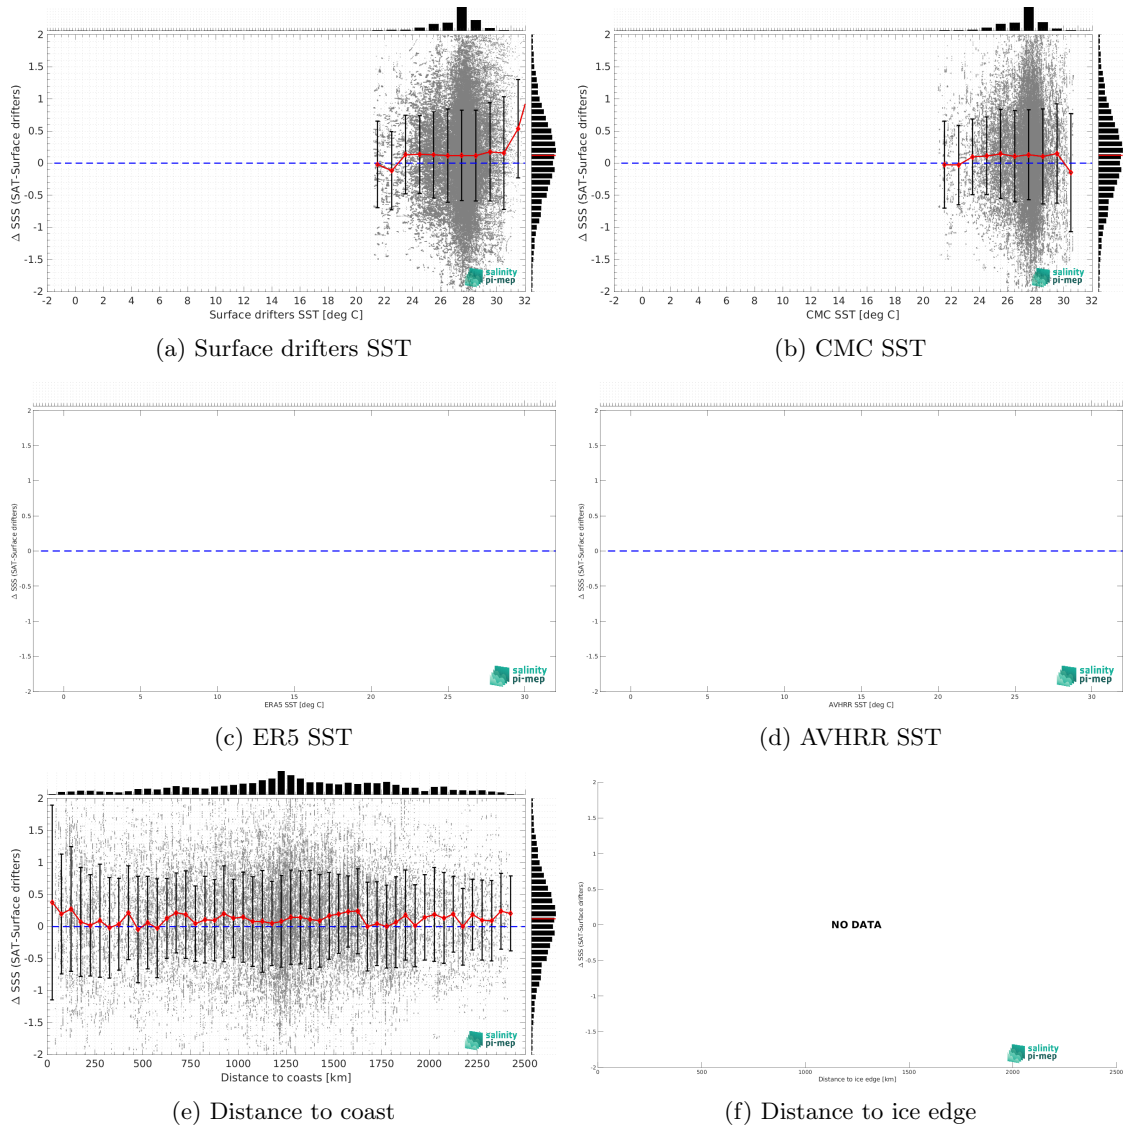 2
1.5
1
0.5
0
-0.5
-1
-1.5
-2
Δ SSS (SAT-Surface drifters)
-2 0 2 4 6 8 10 12 14 16 18 20 22 24 26 28 30 32
Surface drifters SST [deg C]
salinity
pi-mep
(a) Surface drifters SST
2
1.5
1
0.5
0
-0.5
-1
-1.5
-2
Δ SSS (SAT-Surface drifters)
-2 0 2 4 6 8 10 12 14 16 18 20 22 24 26 28 30 32
CMC SST [deg C]
salinity
pi-mep
(b) CMC SST
2
1.5
1
0.5
0
-0.5
-1
-1.5
-2
Δ SSS (SAT-Surface drifters)
0 5 10 15 20 25 30
ERA5 SST [deg C]
salinity
pi-mep
(c) ER5 SST
2
1.5
1
0.5
0
-0.5
-1
-1.5
-2
Δ SSS (SAT-Surface drifters)
0 5 10 15 20 25 30
AVHRR SST [deg C]
salinity
pi-mep
(d) AVHRR SST
2
1.5
1
0.5
0
-0.5
-1
-1.5
-2
Δ SSS (SAT-Surface drifters)
0 250 500 750 1000 1250 1500 1750 2000 2250 2500
Distance to coasts [km]
salinity
pi-mep
(e) Distance to coast
2
1.5
1
0.5
0
-0.5
-1
-1.5
-2
Δ SSS (SAT-Surface drifters)
NO DATA
0 500 1000 1500 2000 2500
Distance to ice edge [km]
salinity
pi-mep
(f) Distance to ice edge